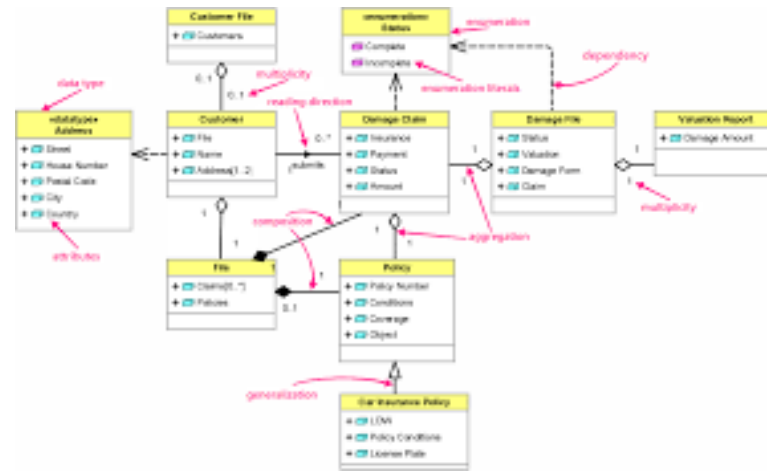 Customer File
+ Customers
«enumeration»
Status
Complete
Incomplete
enumeration
enumeration literals
dependency
data type
multiplicity
reading direction
0..1
0..1
«datatype»
Address
+ Street
+ House Number
+ Postal Code
+ City
+ Country
attributes
Customer
+ File
+ Name
+ Address[1..2]
0..1
submits
Damage Claim
+ Insurance
+ Payment
+ Status
+ Amount
1
1
Damage File
+ Status
+ Valuation
+ Damage Form
+ Claim
1
1
Valuation Report
+ Damage Amount
multiplicity
1
1
composition
1
1
aggregation
File
+ Claims[0..*]
+ Policies
1
1
0..1
Policy
+ Policy Number
+ Conditions
+ Coverage
+ Object
generalization
Car Insurance Policy
+ Policy Conditions
+ License Plate